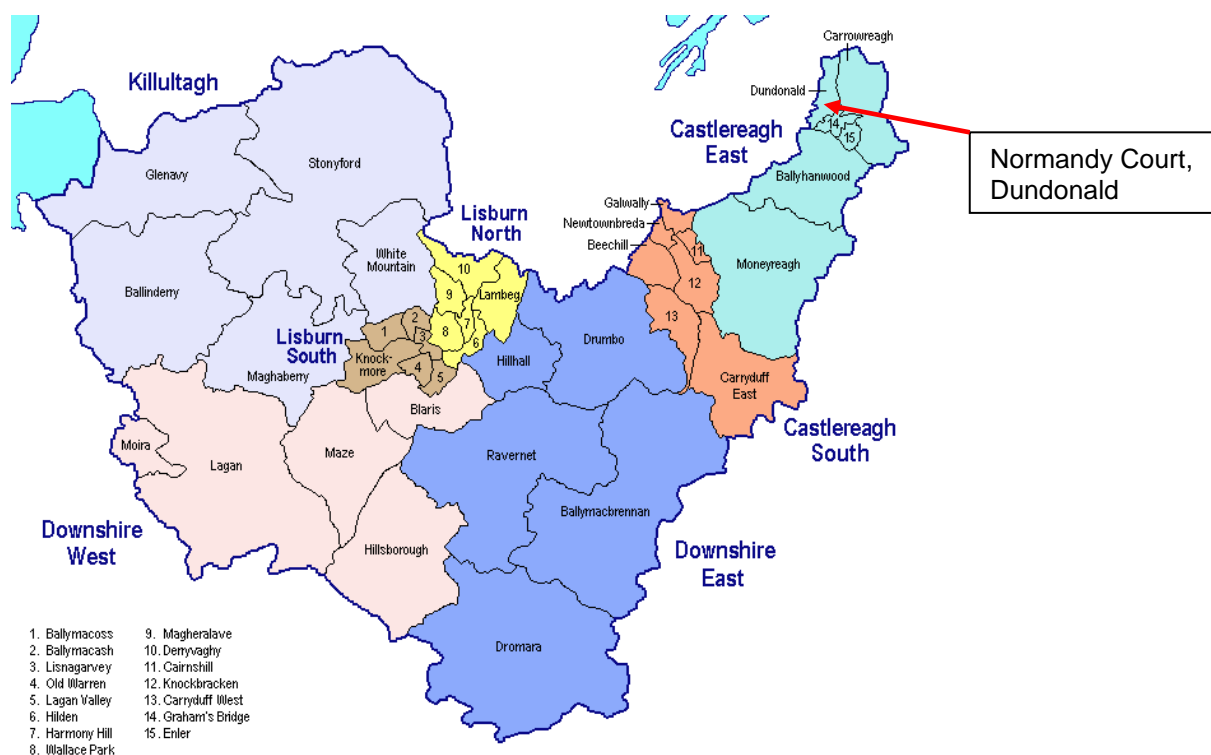 Carrowreagh
Killultagh
Dundonald
14
15
Castlereagh
East
Normandy Court,
Dundonald
Stonyford
Glenavy
Ballyhanwood
Galwally
Newtownbreda
Beechill
Lisburn
North
11
White
Mountain
10
Moneyreagh
Ballinderry
9
Lambeg
12
13
Lisburn
South
1
2
3
8
7
6
Drumbo
Knock-
more
Hillhall
4
5
Maghaberry
Carryduff
East
Blaris
Castlereagh
South
Moira
Maze
Lagan
Ravernet
Ballymacbrennan
Downshire
West
Hillsborough
Downshire
East
Dromara
1. Ballymacoss
2. Ballymacash
3. Lisnagarvey
4. Old Warren
5. Lagan Valley
6. Hilden
7. Harmony Hill
8. Wallace Park
9. Magheralave
10. Derryvaghy
11. Cairnshill
12. Knockbracken
13. Carryduff West
14. Graham's Bridge
15. Enler